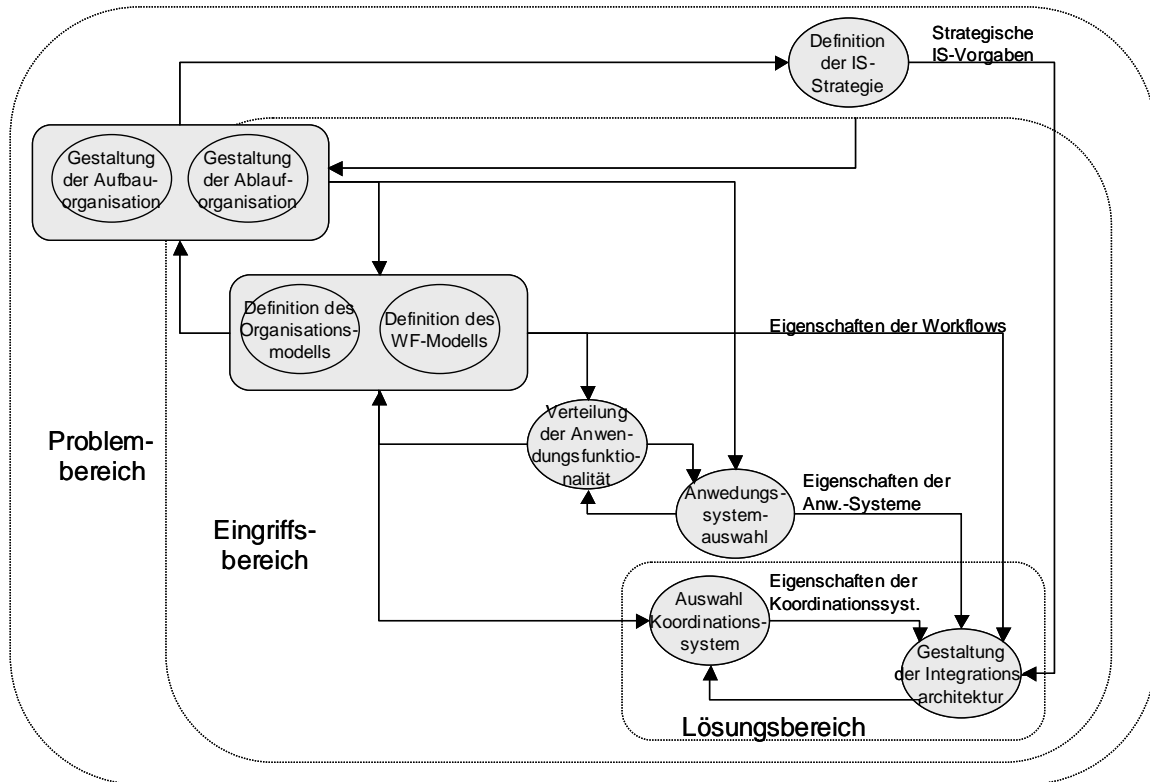 Definition
der IS-
Strategie
Strategische
IS-Vorgaben
Gestaltung
der Aufbau-
organisation
Gestaltung
der Ablauf-
organisation
Definition des
Organisations-
modells
Definition des
WF-Modells
Eigenschaften der Workflows
Verteilung
der Anwen-
dungsfunktio-
nalität
Problem-
bereich
Anwedungs-
system-
auswahl
Eigenschaften der
Anw.-Systeme
Eingriffs-
bereich
Auswahl
Koordinations-
system
Eigenschaften der
Koordinationssyst.
Gestaltung
der Integrations
architektur
Lösungsbereich